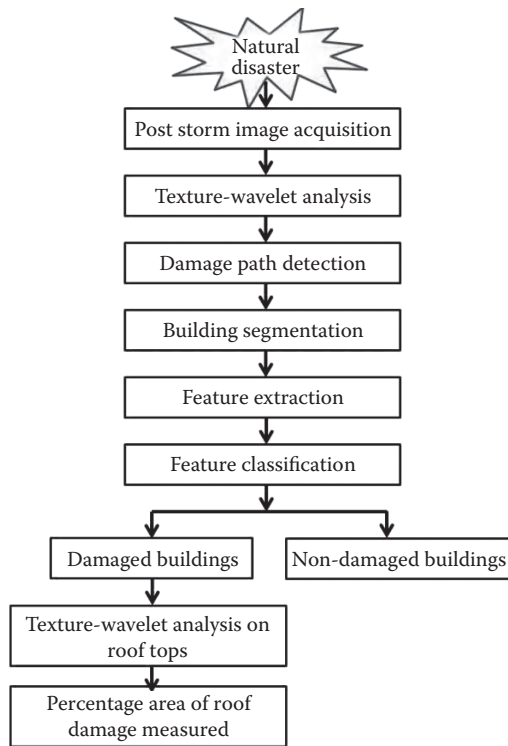 Natural
disaster
Post storm image acquisition
Texture-wavelet analysis
Damage path detection
Building segmentation
Feature extraction
Feature classification
Damaged buildings
Non-damaged buildings
Texture-wavelet analysis on
roof tops
Percentage area of roof
damage measured